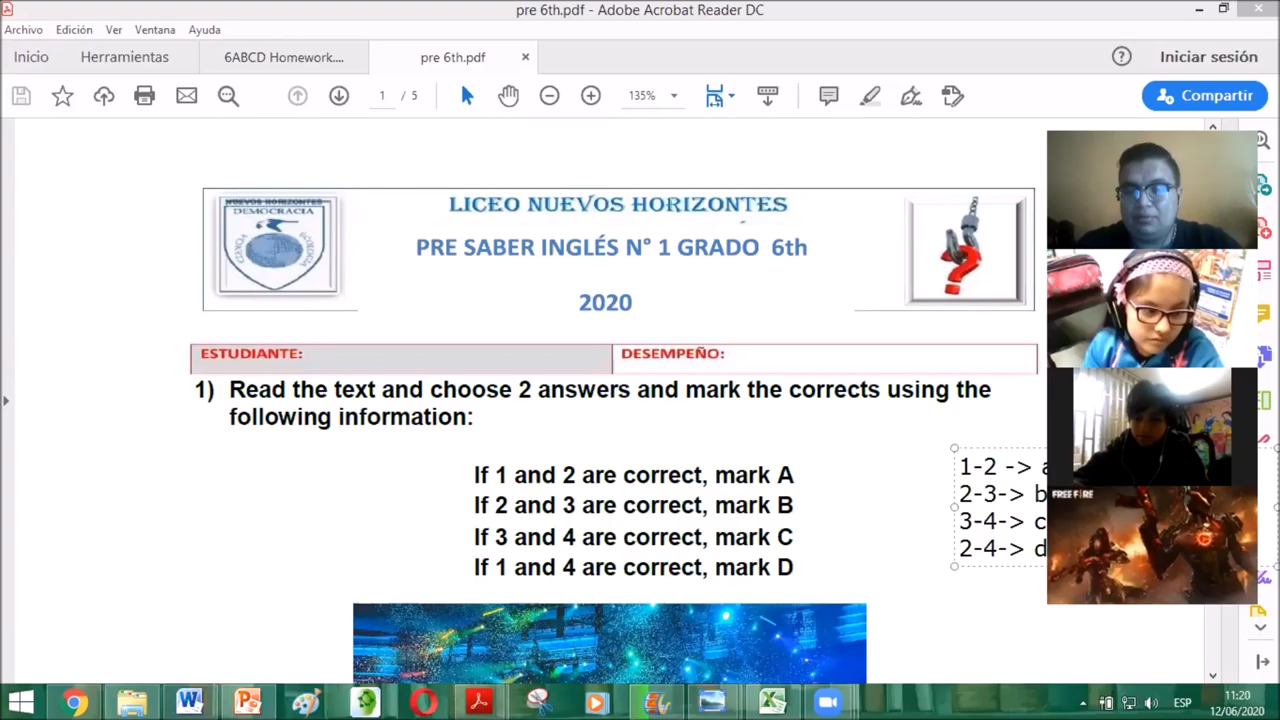 pre 6th.pdf - Adobe Acrobat Reader DC
Archivo Edición Ver Ventana Ayuda
Inicio Herramientas 6ABCD Homework.... pre 6th.pdf Iniciar sesión
1 / 5 135% Compartir
NUEVOS HORIZONTES
DEMOCRACIA
LICEO NUEVOS HORIZONTES
PRE SABER INGLÉS N° 1 GRADO 6th
2020
ESTUDIANTE: DESEMPEÑO:
1) Read the text and choose 2 answers and mark the corrects using the
following information:
If 1 and 2 are correct, mark A
If 2 and 3 are correct, mark B
If 3 and 4 are correct, mark C
If 1 and 4 are correct, mark D
1-2 -> a
2-3-> b
3-4-> c
2-4-> d
FREE FIRE
ESP
11:20
12/06/2020